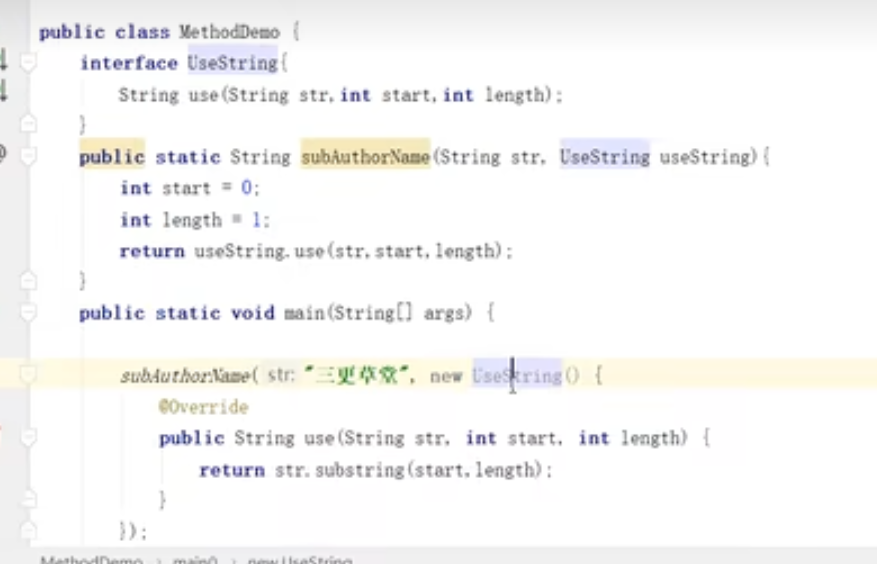 public class MethodDemo {
interface UseString{
String use(String str,int start,int length);
}
public static String subAuthorName(String str, UseString useString){
int start = 0;
int length = 1;
return useString.use(str,start,length);
}
public static void main(String[] args) {
subAuthorName( str: "三更草堂", new UseString() {
@Override
public String use(String str, int start, int length) {
return str.substring(start,length);
}
});
MethodDemo > main() > new UseString